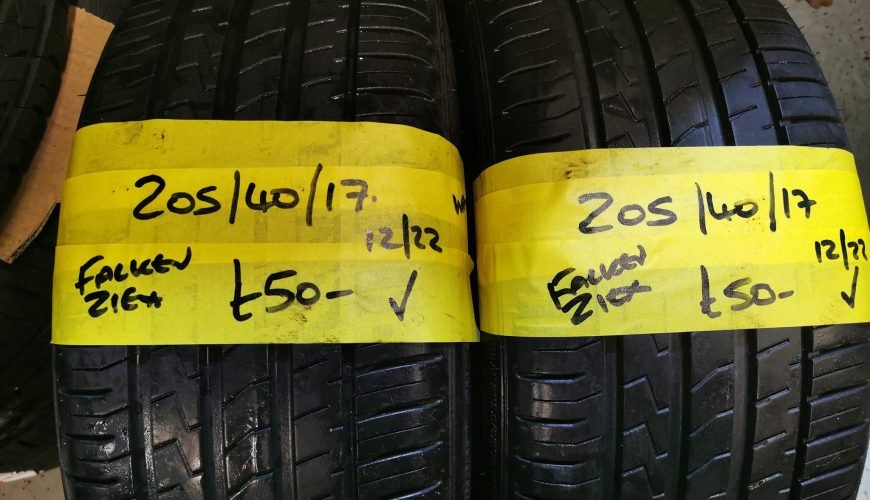 205/40/17.
12/22
FALKEN
ZIEX
£50- ✓
205/40/17
12/22
FALKEN
ZIEX
£50- ✓